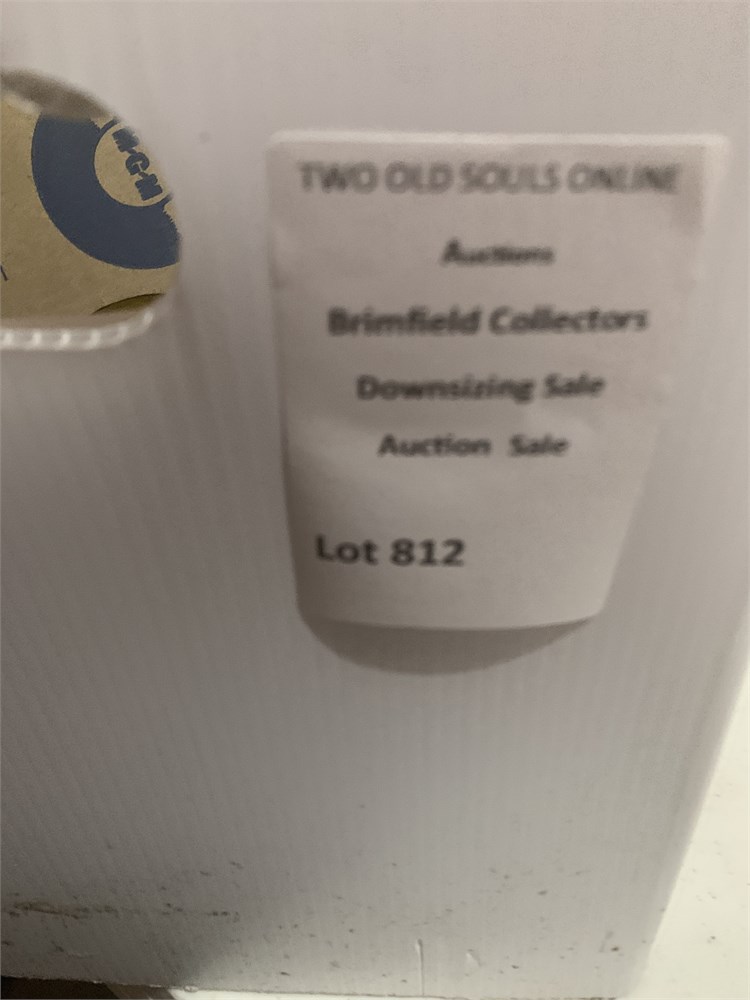 M-G-M
TWO OLD SOULS ONLINE
Auctions
Brimfield Collectors
Downsizing Sale
Auction Sale
Lot 812